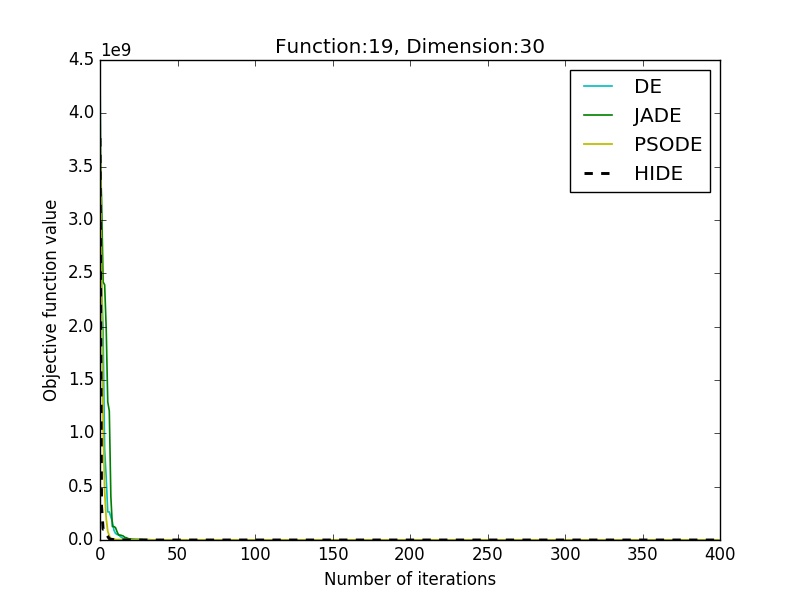 Function:19, Dimension:30
1e9
4.5
4.0
3.5
3.0
2.5
2.0
1.5
1.0
0.5
0.0
Objective function value
DE
JADE
PSODE
HIDE
0 50 100 150 200 250 300 350 400
Number of iterations